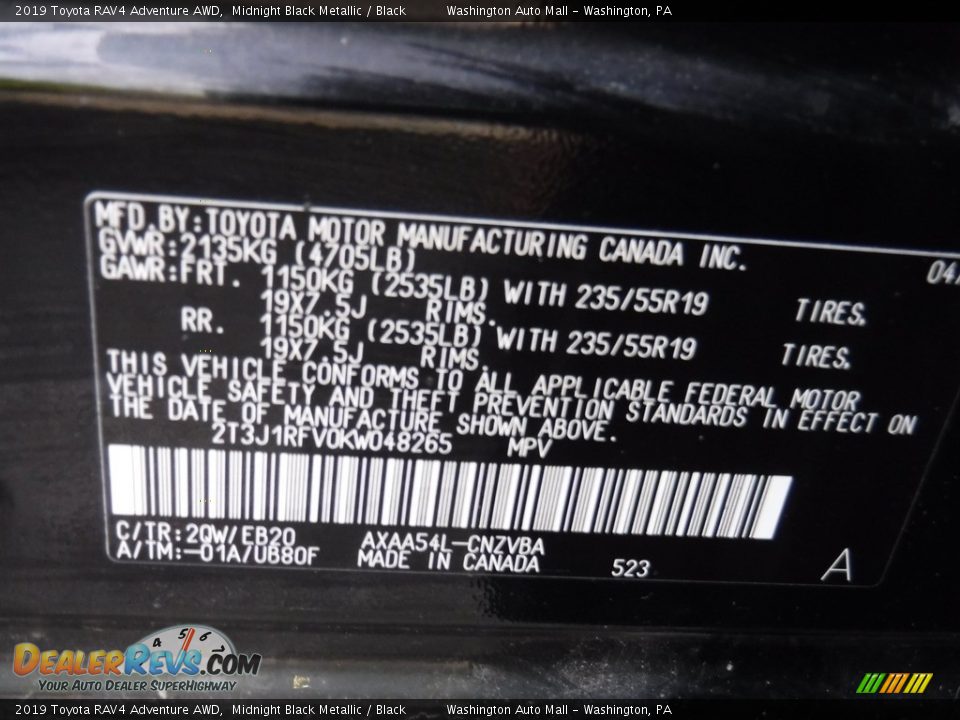 2019 Toyota RAV4 Adventure AWD, Midnight Black Metallic / Black Washington Auto Mall - Washington, PA
MFD. BY: TOYOTA MOTOR MANUFACTURING CANADA INC.
04/
GVWR: 2135KG (4705LB)
GAWR: FRT. 1150KG (2535LB) WITH 235/55R19 TIRES.
19X7.5J RIMS.
RR. 1150KG (2535LB) WITH 235/55R19 TIRES.
19X7.5J RIMS.
THIS VEHICLE CONFORMS TO ALL APPLICABLE FEDERAL MOTOR
VEHICLE SAFETY AND THEFT PREVENTION STANDARDS IN EFFECT ON
THE DATE OF MANUFACTURE SHOWN ABOVE.
2T3J1RFV0KW048265 MPV
C/TR: 2QW/EB20 AXAA54L-CNZVBA
A/TM:-01A/UB80F MADE IN CANADA 523 A
4 5 6
DEALERREVS.COM
YOUR AUTO DEALER SUPERHIGHWAY
2019 Toyota RAV4 Adventure AWD, Midnight Black Metallic / Black Washington Auto Mall - Washington, PA